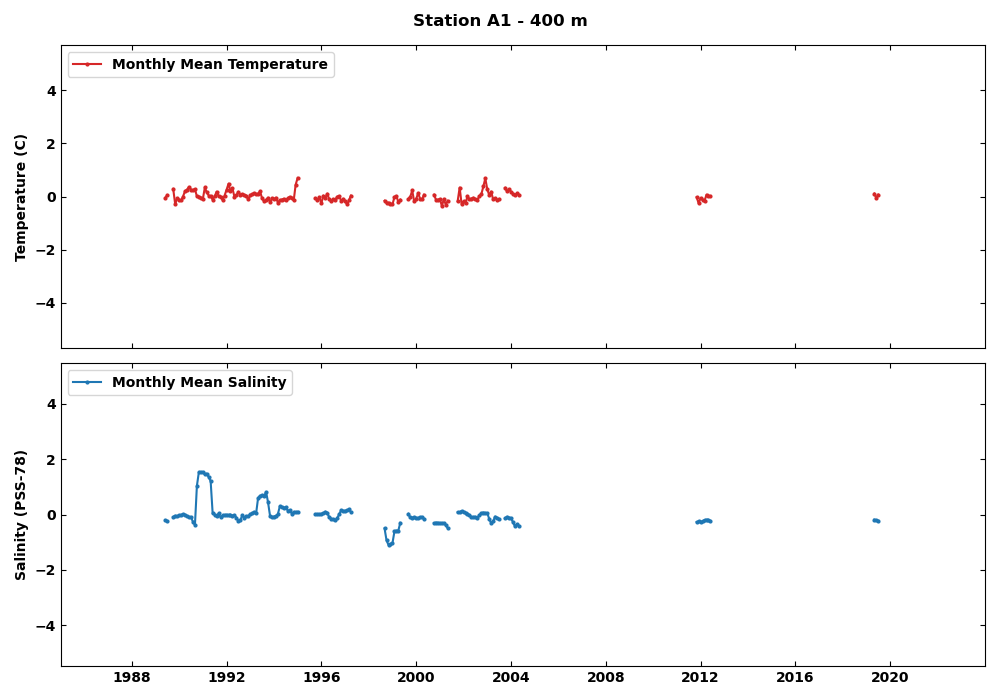 Station A1 - 400 m
Monthly Mean Temperature
Temperature (C)
4
2
0
−2
−4
Monthly Mean Salinity
Salinity (PSS-78)
4
2
0
−2
−4
1988 1992 1996 2000 2004 2008 2012 2016 2020